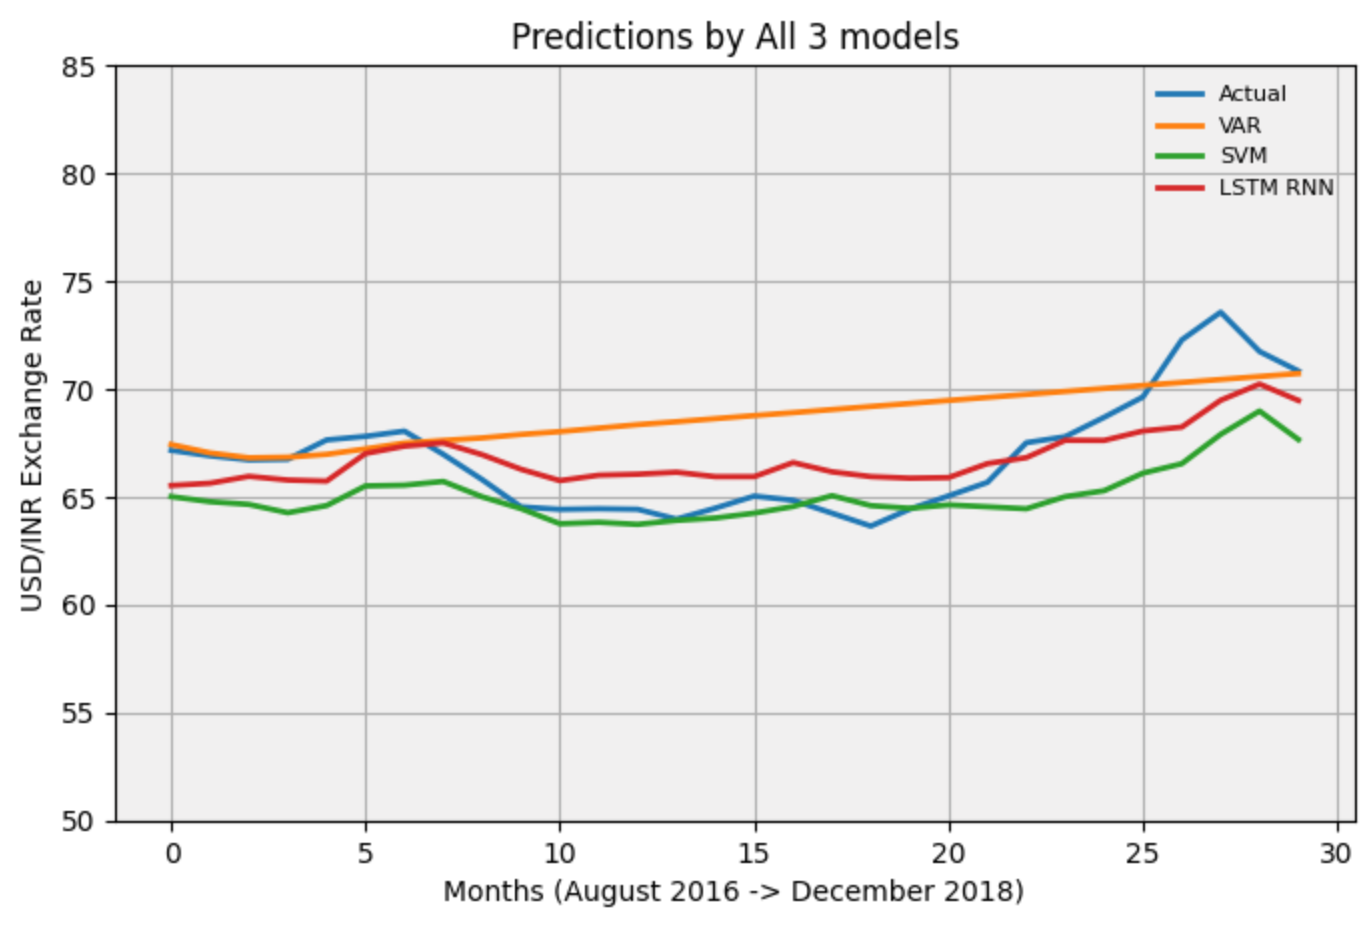 Predictions by All 3 models
Actual
VAR
SVM
LSTM RNN
USD/INR Exchange Rate
85
80
75
70
65
60
55
50
0 5 10 15 20 25 30
Months (August 2016 -> December 2018)